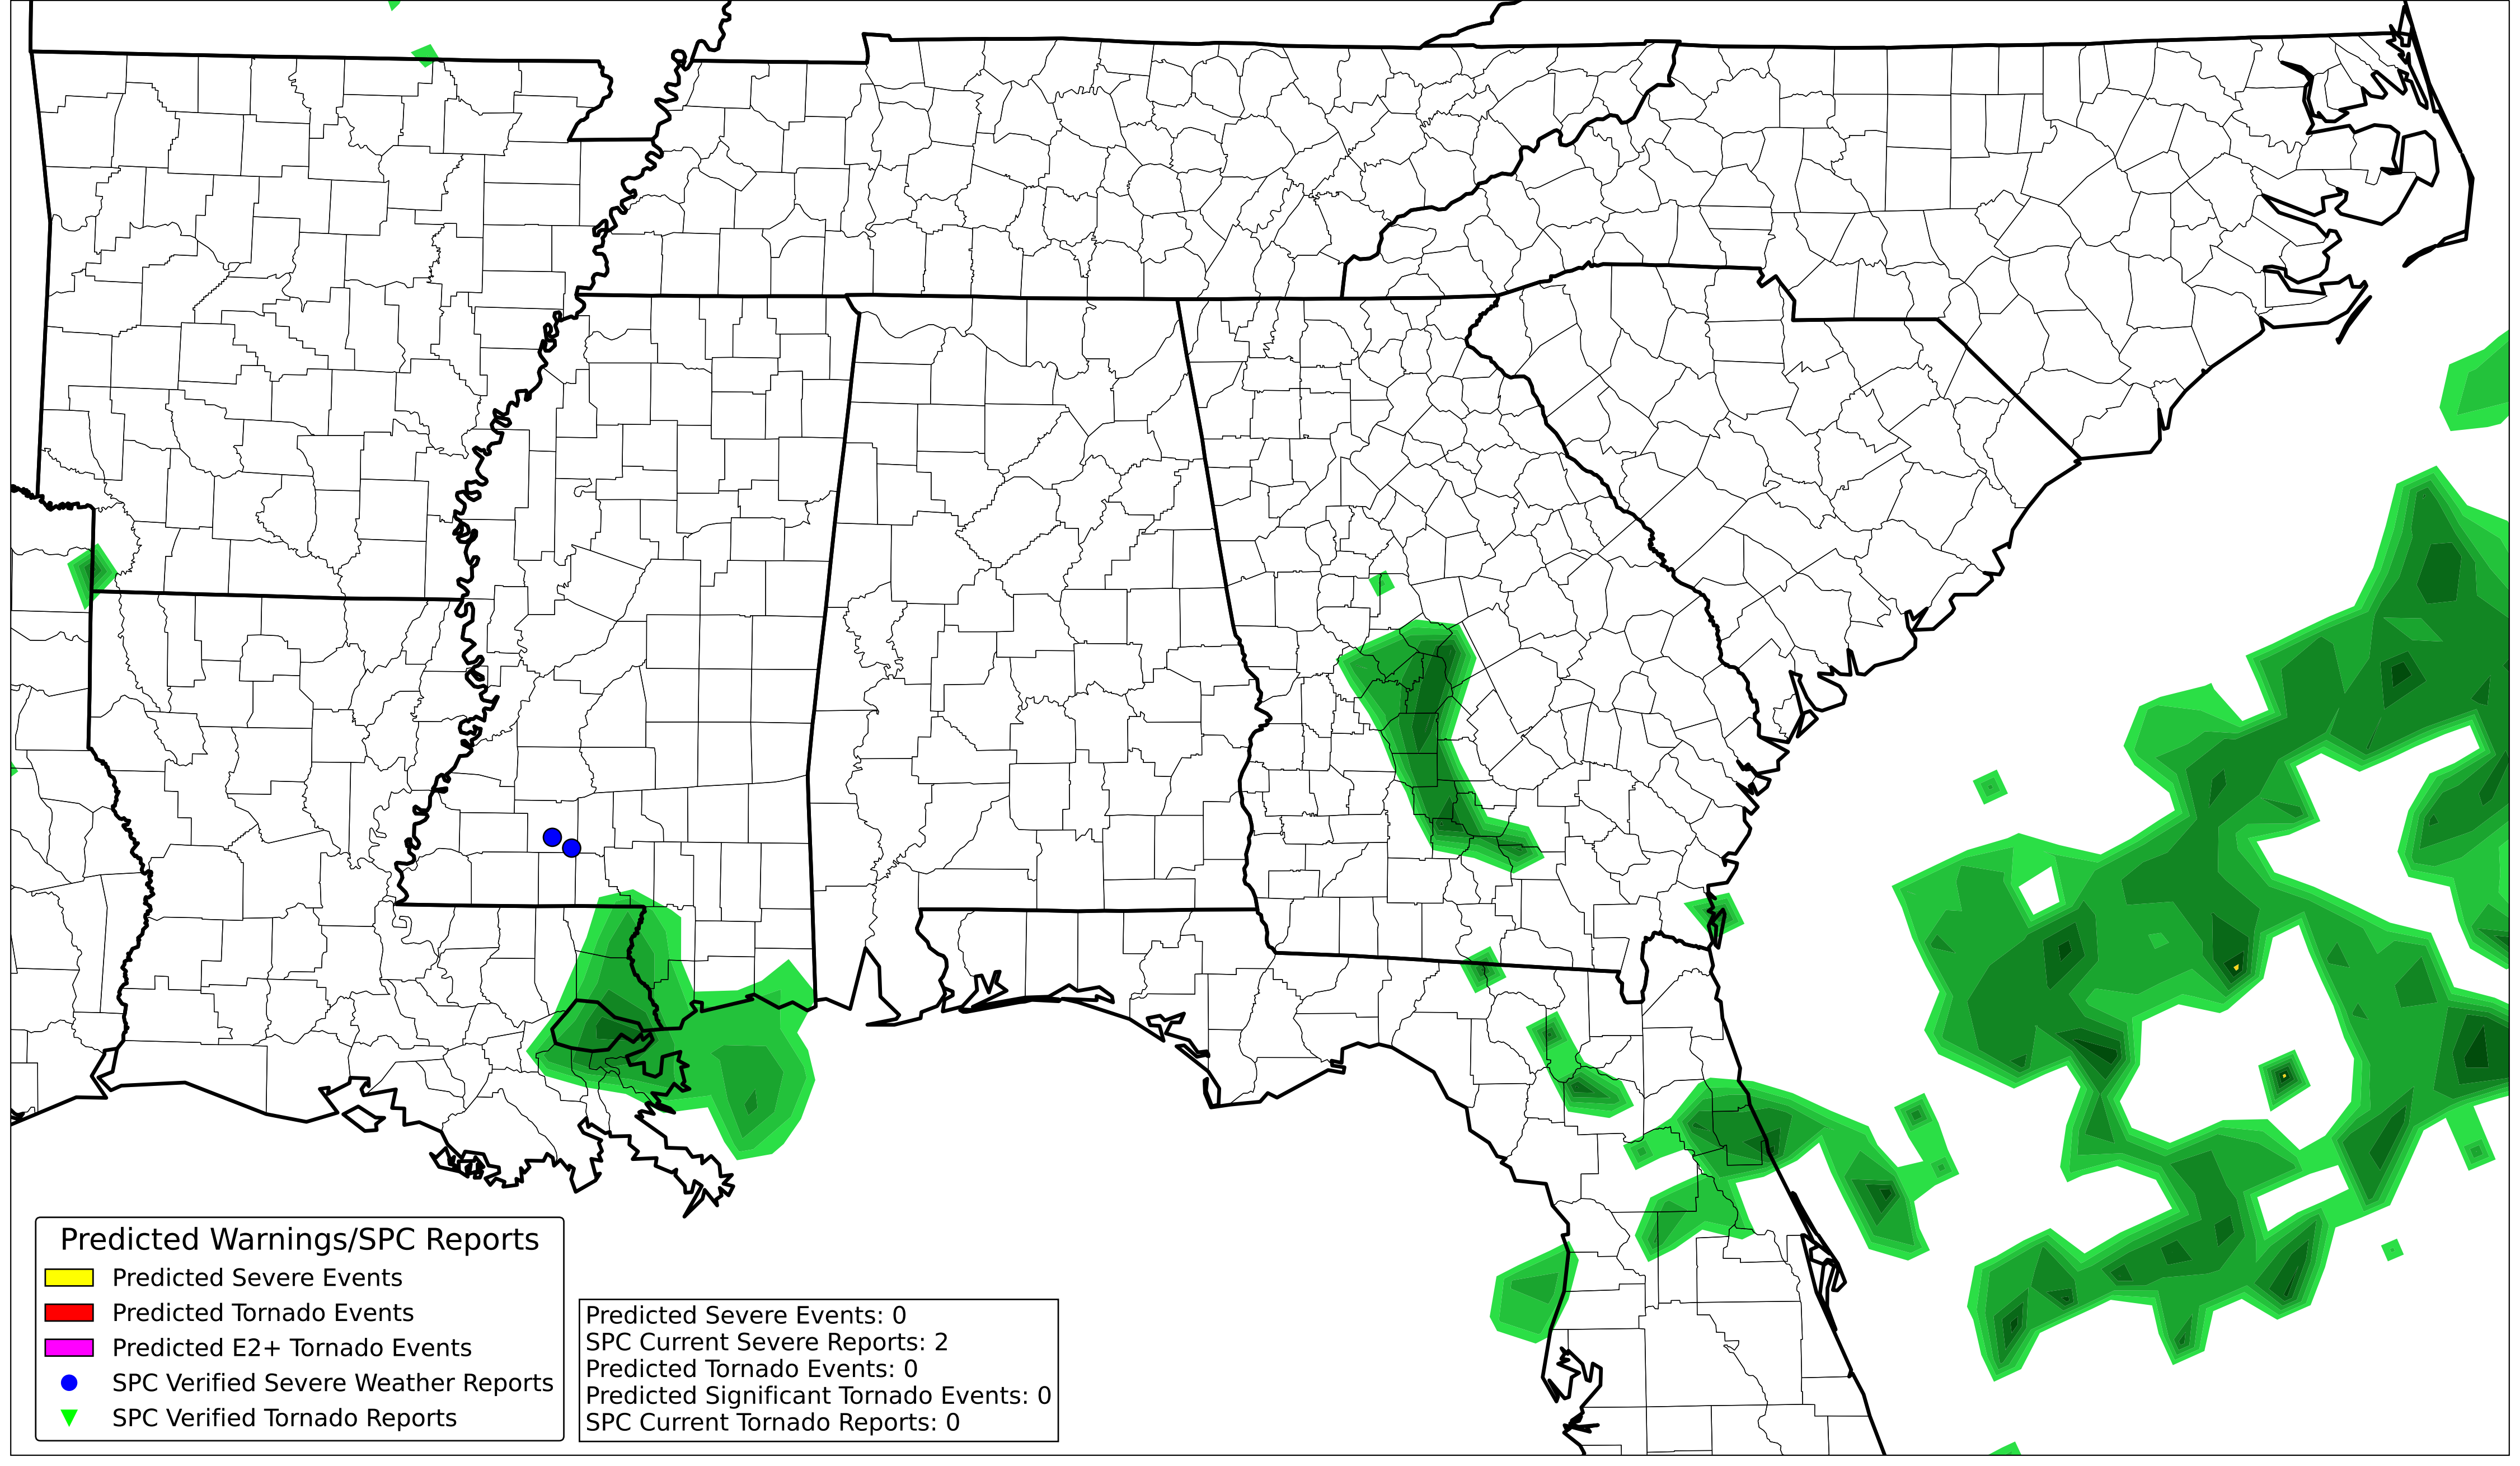 Predicted Warnings/SPC Reports
Predicted Severe Events
Predicted Tornado Events
Predicted E2+ Tornado Events
SPC Verified Severe Weather Reports
SPC Verified Tornado Reports
Predicted Severe Events: 0
SPC Current Severe Reports: 2
Predicted Tornado Events: 0
Predicted Significant Tornado Events: 0
SPC Current Tornado Reports: 0